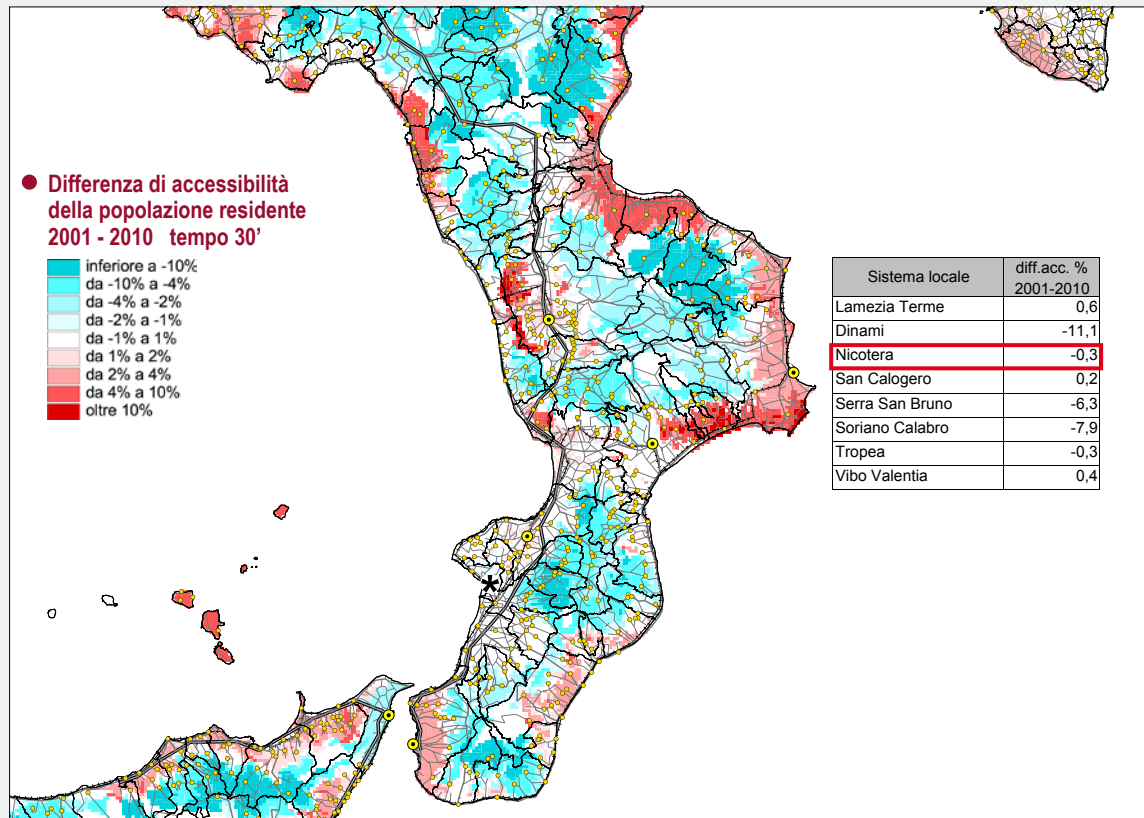 Differenza di accessibilità
della popolazione residente
2001 - 2010 tempo 30'
inferiore a -10%
da -10% a -4%
da -4% a -2%
da -2% a -1%
da -1% a 1%
da 1% a 2%
da 2% a 4%
da 4% a 10%
oltre 10%
Sistema locale diff.acc. % 2001-2010
Lamezia Terme 0,6
Dinami -11,1
Nicotera -0,3
San Calogero 0,2
Serra San Bruno -6,3
Soriano Calabro -7,9
Tropea -0,3
Vibo Valentia 0,4
*